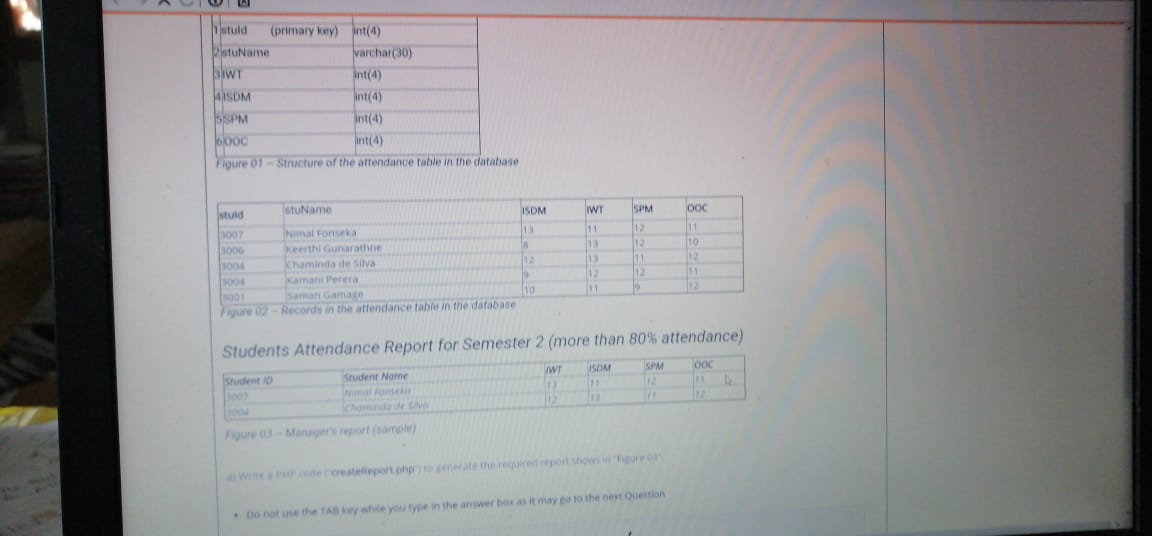 1 stuId (primary key) int(4)
2 stuName varchar(30)
3 IWT int(4)
4 ISDM int(4)
5 SPM int(4)
6 OOC int(4)
Figure 01 – Structure of the attendance table in the database
stuId stuName ISDM IWT SPM OOC
3007 Nimal Fonseka 13 11 12 11
3006 Keerthi Gunarathne 8 13 12 10
3004 Chaminda de Silva 12 13 11 12
3004 Kamani Perera 9 12 12 11
3001 Saman Gamage 10 11 9 12
Figure 02 – Records in the attendance table in the database
Students Attendance Report for Semester 2 (more than 80% attendance)
Student ID Student Name IWT ISDM SPM OOC
3007 Nimal Fonseka 13 11 12 11
3004 Chaminda de Silva 12 13 11 12
Figure 03 – Manager's report (sample)
a) Write a PHP code ("createReport.php") to generate the required report shows in "Figure 03".
• Do not use the TAB key while you type in the answer box as it may go to the next Question